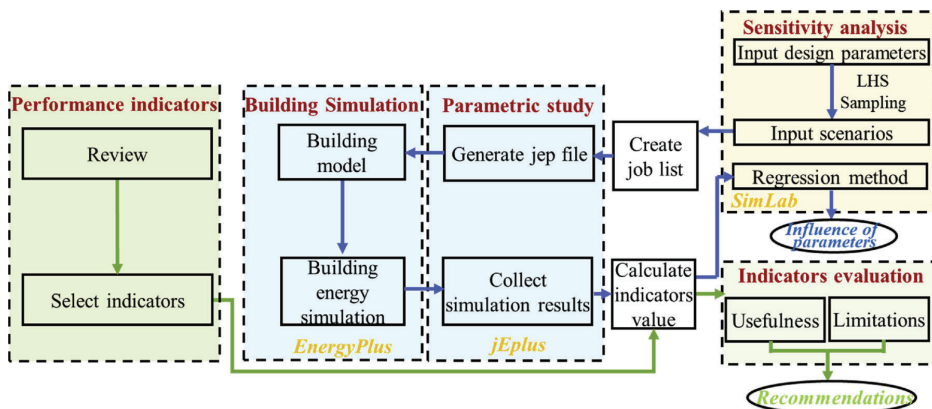 Performance indicators
Review
Select indicators
Building Simulation
Building
model
Building
energy
simulation
EnergyPlus
Parametric study
Generate jep file
Collect
simulation results
jEplus
Create
job list
Calculate
indicators
value
Sensitivity analysis
Input design parameters
LHS
Sampling
Input scenarios
Regression method
SimLab
Influence of
parameters
Indicators evaluation
Usefulness
Limitations
Recommendations